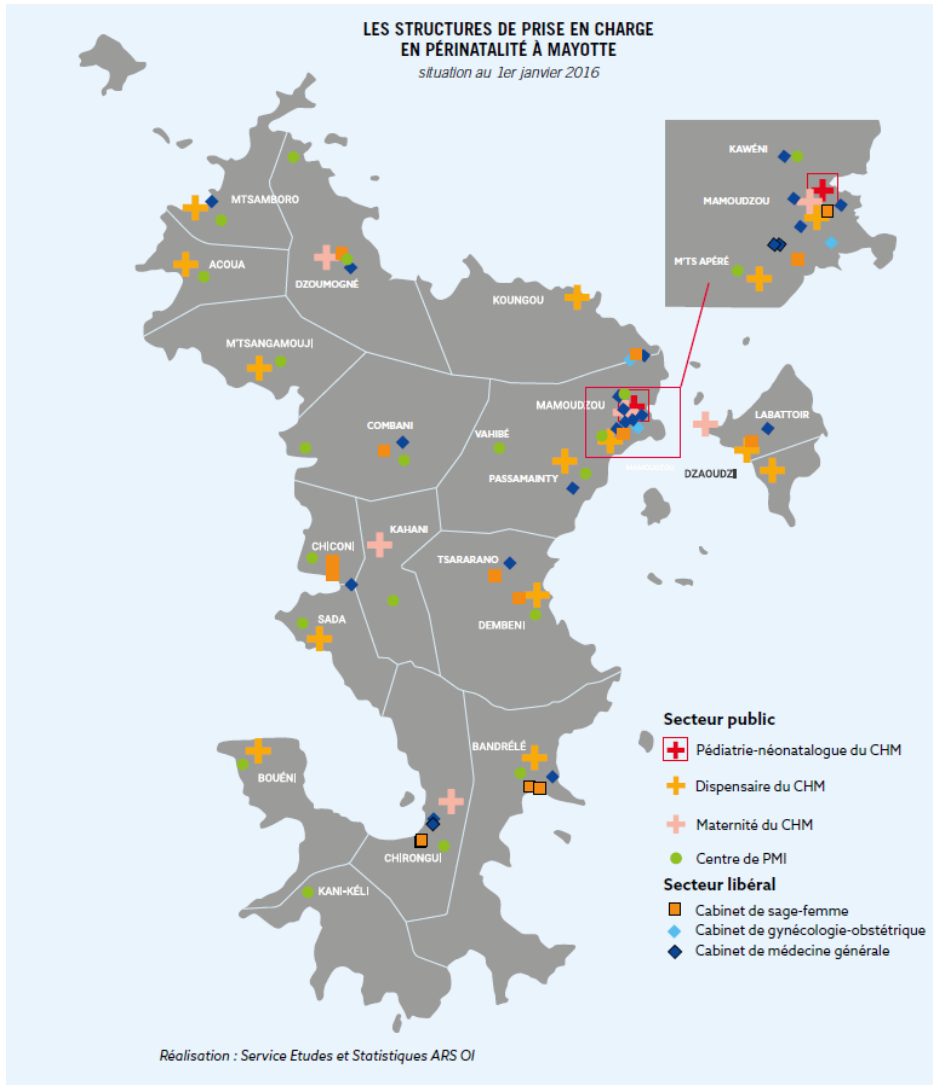 LES STRUCTURES DE PRISE EN CHARGE
EN PÉRINATALITÉ À MAYOTTE
situation au 1er janvier 2016
KAWÉNI
MAMOUDZOU
M'TS APÉRÉ
MTSAMBORO
ACOUA
DZOUMOGNÉ
KOUNGOU
M'TSANGAMOUJI
MAMOUDZOU
LABATTOIR
COMBANI
VAHIBÉ
PASSAMAINTY
DZAOUDZI
KAHANI
CHICONI
TSARARANO
SADA
DEMBENI
BANDRÉLÉ
BOUÉNI
CHIRONGUI
KANI-KÉLI
Secteur public
Pédiatrie-néonatalogue du CHM
Dispensaire du CHM
Maternité du CHM
Centre de PMI
Secteur libéral
Cabinet de sage-femme
Cabinet de gynécologie-obstétrique
Cabinet de médecine générale
Réalisation : Service Etudes et Statistiques ARS OI